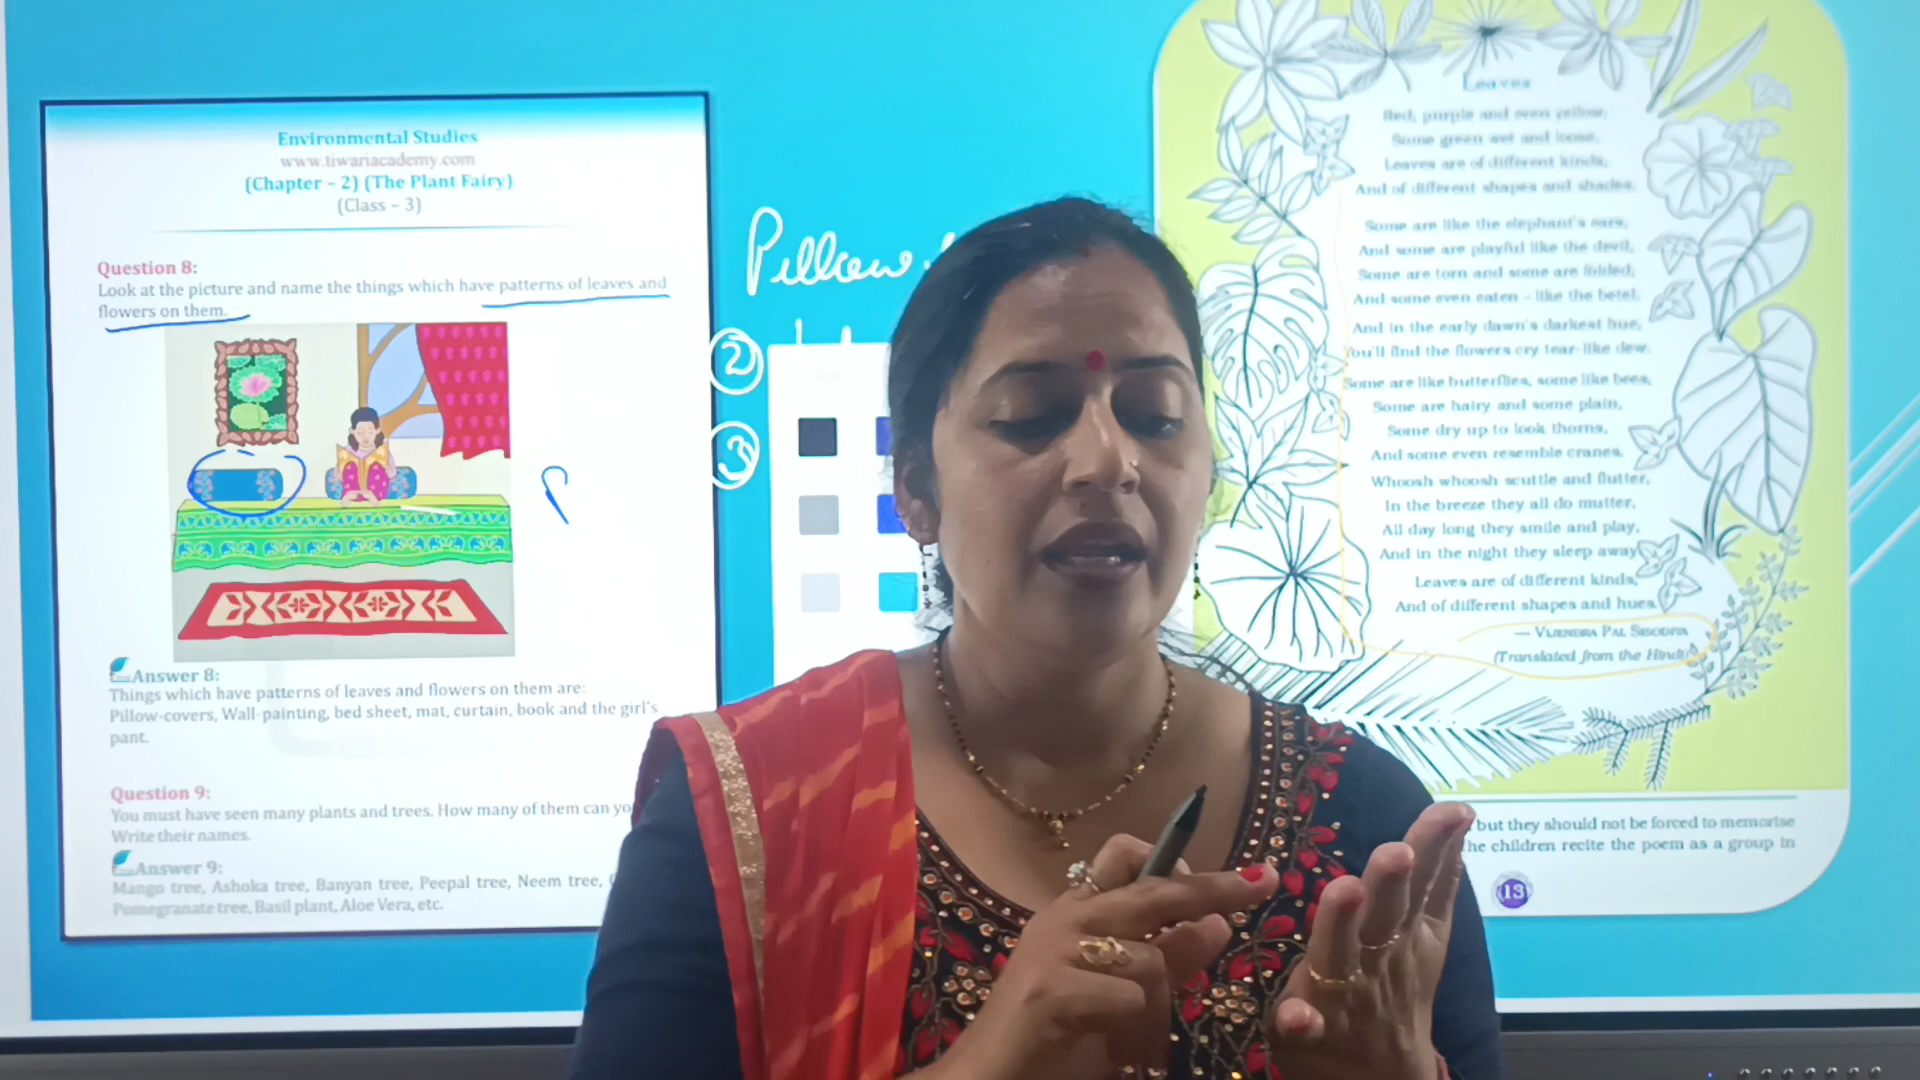 Environmental Studies
www.tiwariacademy.com
(Chapter – 2) (The Plant Fairy)
(Class – 3)
Question 8:
Look at the picture and name the things which have patterns of leaves and
flowers on them.
Answer 8:
Things which have patterns of leaves and flowers on them are:
Pillow-covers, Wall-painting, bed sheet, mat, curtain, book and the girl's
pant.
Question 9:
You must have seen many plants and trees. How many of them can
Write their names.
Answer 9:
Mango tree, Ashoka tree, Banyan tree, Peepal tree, Neem tree,
Pomegranate tree, Basil plant, Aloe Vera, etc.
Pillow
2
3
Leaves
Red, purple and even yellow,
Some green wet and loose,
Leaves are of different kinds,
And of different shapes and shades.
Some are like the elephant's ears,
And some are playful like the devil,
Some are torn and some are folded,
And some even eaten – like the betel,
And in the early dawn's darkest hue,
You'll find the flowers cry tear-like dew.
Some are like butterflies, some like bees,
Some are hairy and some plain,
Some dry up to look thorns,
And some even resemble cranes.
Whoosh whoosh scuttle and flutter,
In the breeze they all do mutter,
All day long they smile and play,
And in the night they sleep away
Leaves are of different kinds,
And of different shapes and hues.
— Vijendra Pal Sisodia
(Translated from the Hindi)
but they should not be forced to memorise
the children recite the poem as a group in
13